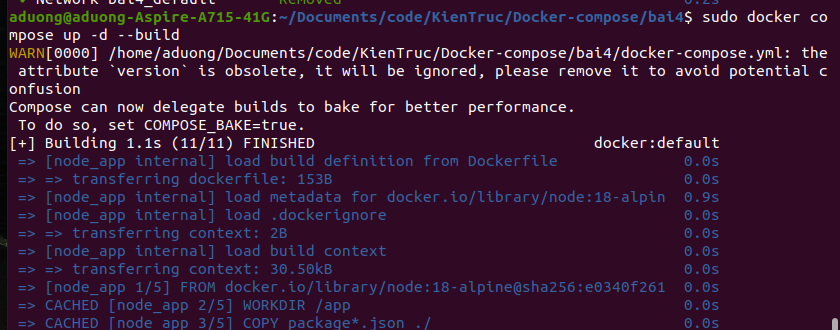 ✓ Network bai4_default Removed 0.2s
aduong@aduong-Aspire-A715-41G:~/Documents/code/KienTruc/Docker-compose/bai4$ sudo docker co
mpose up -d --build
WARN[0000] /home/aduong/Documents/code/KienTruc/Docker-compose/bai4/docker-compose.yml: the
attribute `version` is obsolete, it will be ignored, please remove it to avoid potential c
onfusion
Compose can now delegate builds to bake for better performance.
To do so, set COMPOSE_BAKE=true.
[+] Building 1.1s (11/11) FINISHED docker:default
=> [node_app internal] load build definition from Dockerfile 0.0s
=> => transferring dockerfile: 153B 0.0s
=> [node_app internal] load metadata for docker.io/library/node:18-alpin 0.9s
=> [node_app internal] load .dockerignore 0.0s
=> => transferring context: 2B 0.0s
=> [node_app internal] load build context 0.0s
=> => transferring context: 30.50kB 0.0s
=> [node_app 1/5] FROM docker.io/library/node:18-alpine@sha256:e0340f261 0.0s
=> CACHED [node_app 2/5] WORKDIR /app 0.0s
=> CACHED [node_app 3/5] COPY package*.json ./ 0.0s